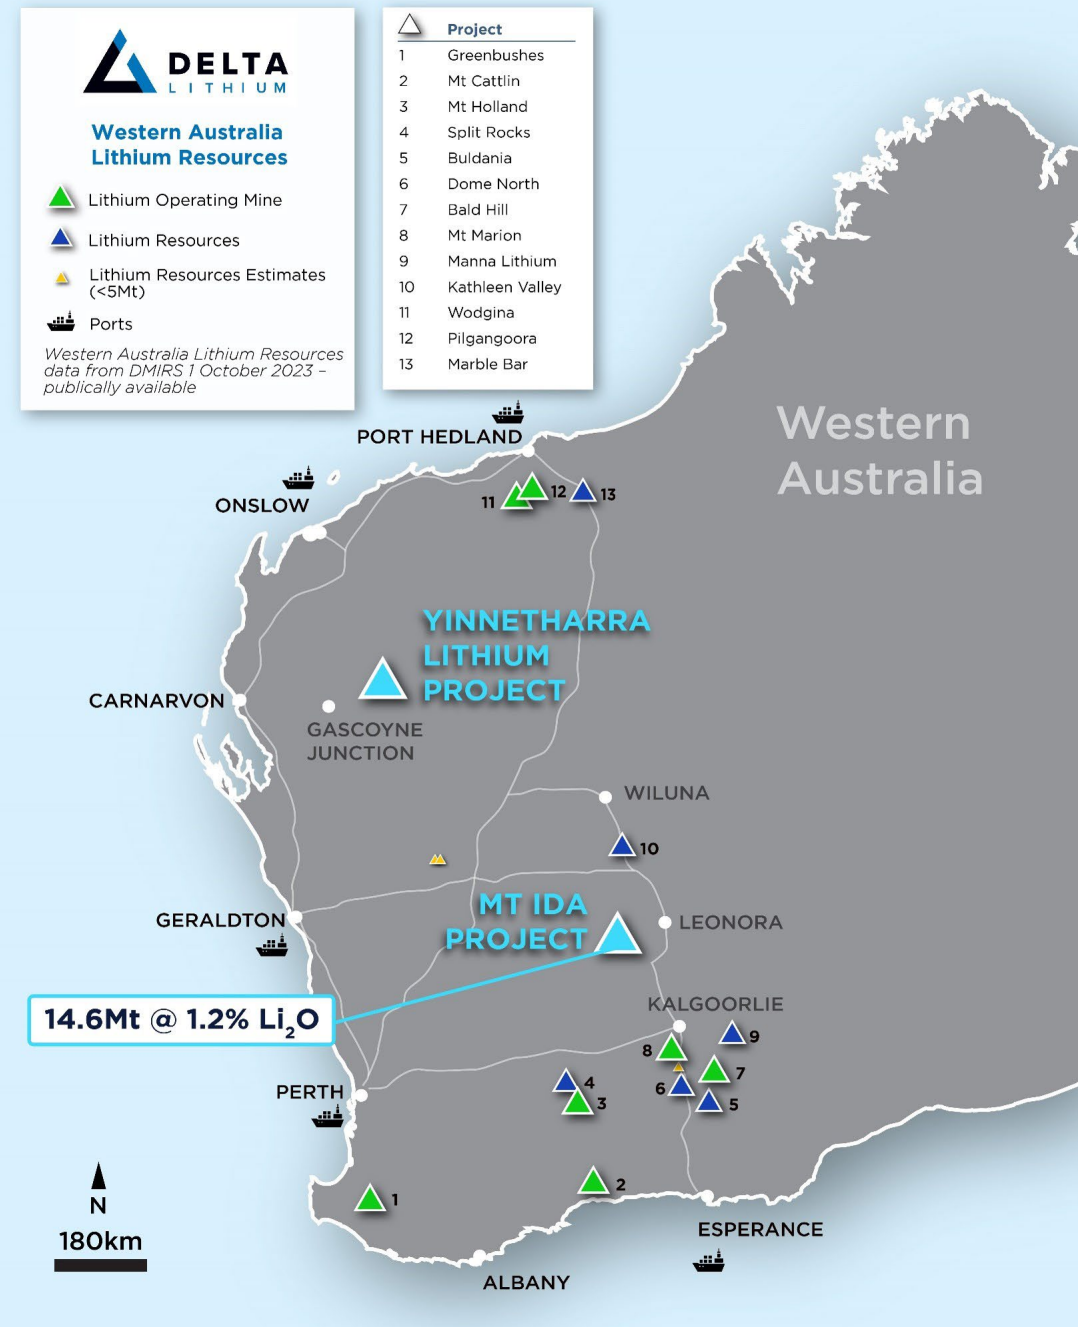 DELTA
LITHIUM
Western Australia
Lithium Resources
Lithium Operating Mine
Lithium Resources
Lithium Resources Estimates
(<5Mt)
Ports
Western Australia Lithium Resources
data from DMIRS 1 October 2023 –
publically available
Project
1 Greenbushes
2 Mt Cattlin
3 Mt Holland
4 Split Rocks
5 Buldania
6 Dome North
7 Bald Hill
8 Mt Marion
9 Manna Lithium
10 Kathleen Valley
11 Wodgina
12 Pilgangoora
13 Marble Bar
Western
Australia
PORT HEDLAND
ONSLOW
11
12
13
YINNETHARRA
LITHIUM
PROJECT
CARNARVON
GASCOYNE
JUNCTION
WILUNA
10
MT IDA
PROJECT
GERALDTON
LEONORA
14.6Mt @ 1.2% Li₂O
KALGOORLIE
9
8
7
6
5
4
3
PERTH
2
1
N
180km
ESPERANCE
ALBANY